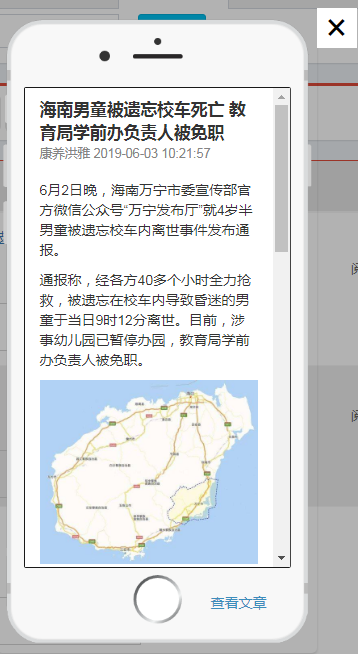 海南男童被遗忘校车死亡 教
育局学前办负责人被免职
康养洪雅 2019-06-03 10:21:57
6月2日晚，海南万宁市委宣传部官
方微信公众号“万宁发布厅”就4岁半
男童被遗忘校车内离世事件发布通
报。
通报称，经各方40多个小时全力抢
救，被遗忘在校车内导致昏迷的男
童于当日9时12分离世。目前，涉
事幼儿园已暂停办园，教育局学前
办负责人被免职。
查看文章